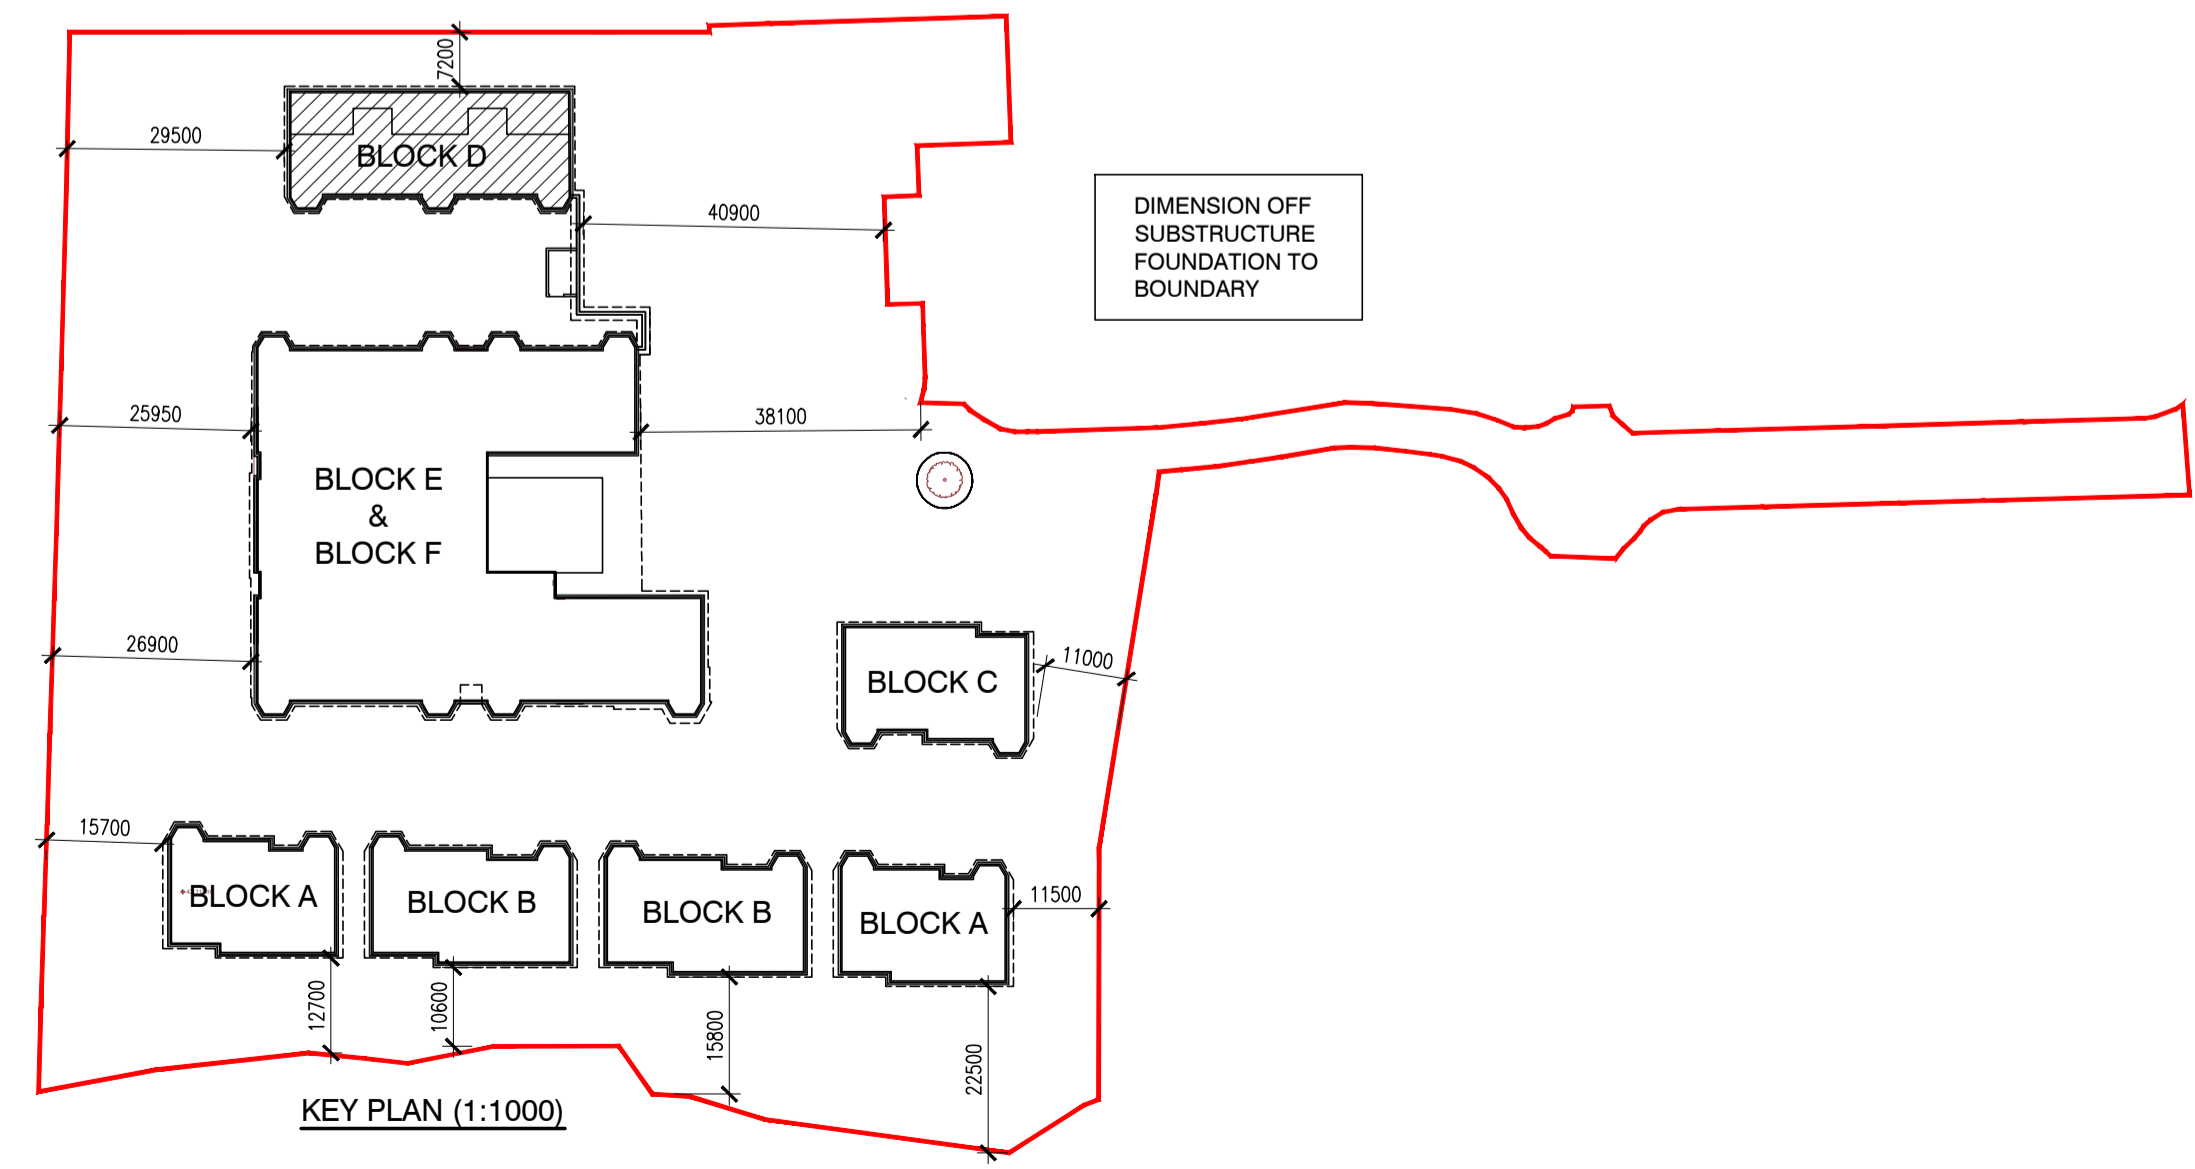 7200
29500
BLOCK D
40900
DIMENSION OFF
SUBSTRUCTURE
FOUNDATION TO
BOUNDARY
25950
38100
BLOCK E
&
BLOCK F
26900
BLOCK C
11000
15700
BLOCK A
BLOCK B
BLOCK B
BLOCK A
11500
12700
10600
15800
22500
KEY PLAN (1:1000)